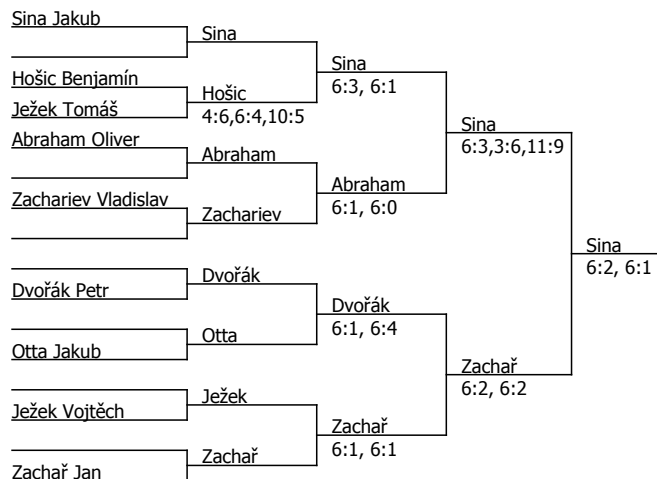 Sina Jakub
Sina
Hošic Benjamín
Sina
6:3, 6:1
Ježek Tomáš
Hošic
4:6,6:4,10:5
Abraham Oliver
Sina
6:3,3:6,11:9
Abraham
Zachariev Vladislav
Abraham
6:1, 6:0
Zachariev
Sina
6:2, 6:1
Dvořák Petr
Dvořák
Dvořák
6:1, 6:4
Otta Jakub
Otta
Zachař
6:2, 6:2
Ježek Vojtěch
Ježek
Zachař
6:1, 6:1
Zachař Jan
Zachař